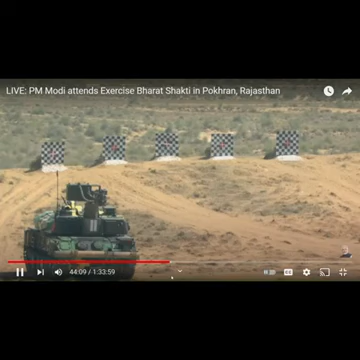 LIVE: PM Modi attends Exercise Bharat Shakti in Pokhran, Rajasthan
44:09 / 1:33:59